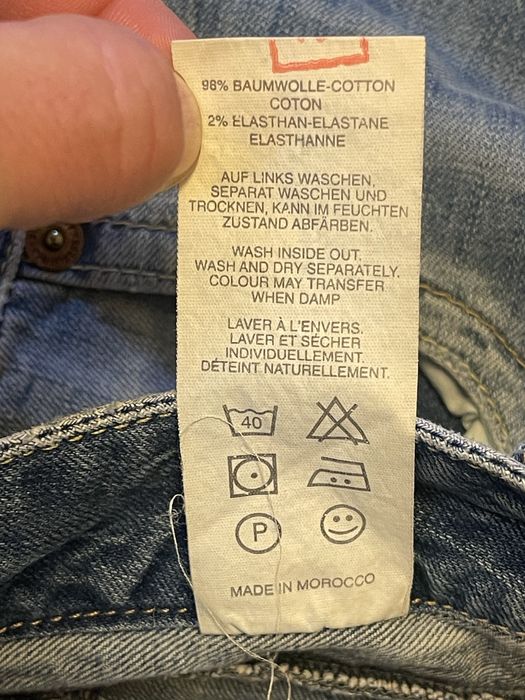 98% BAUMWOLLE-COTTON
COTON
2% ELASTHAN-ELASTANE
ELASTHANNE
AUF LINKS WASCHEN,
SEPARAT WASCHEN UND
TROCKNEN, KANN IM FEUCHTEN
ZUSTAND ABFÄRBEN.
WASH INSIDE OUT.
WASH AND DRY SEPARATELY.
COLOUR MAY TRANSFER
WHEN DAMP
LAVER À L'ENVERS.
LAVER ET SÉCHER
INDIVIDUELLEMENT.
DÉTEINT NATURELLEMENT.
40
P
MADE IN MOROCCO